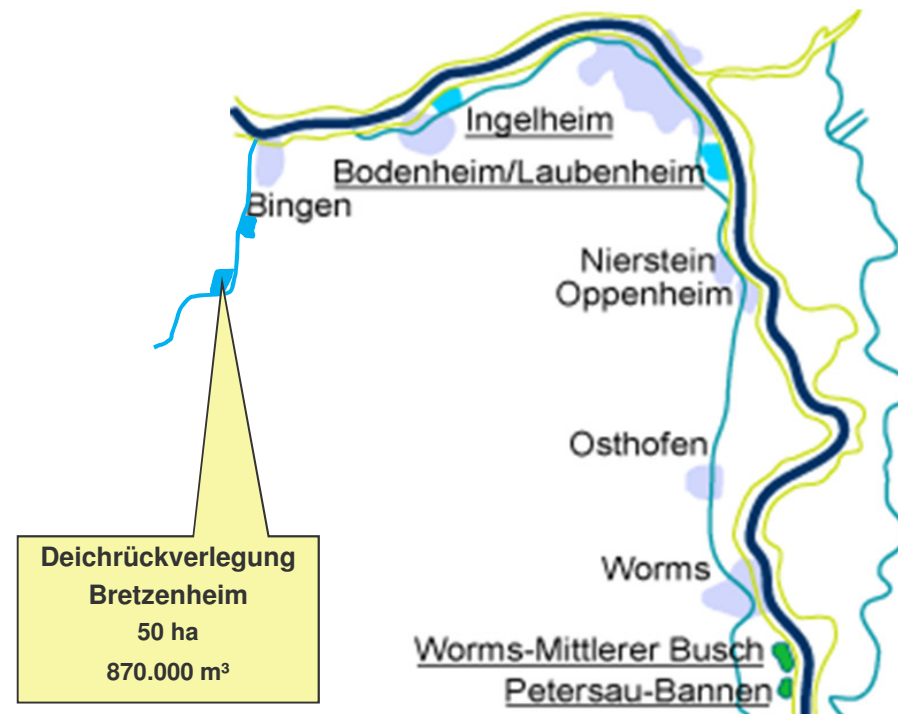 Ingelheim
Bodenheim/Laubenheim
Bingen
Nierstein
Oppenheim
Osthofen
Deichrückverlegung
Bretzenheim
50 ha
870.000 m³
Worms
Worms-Mittlerer Busch
Petersau-Bannen